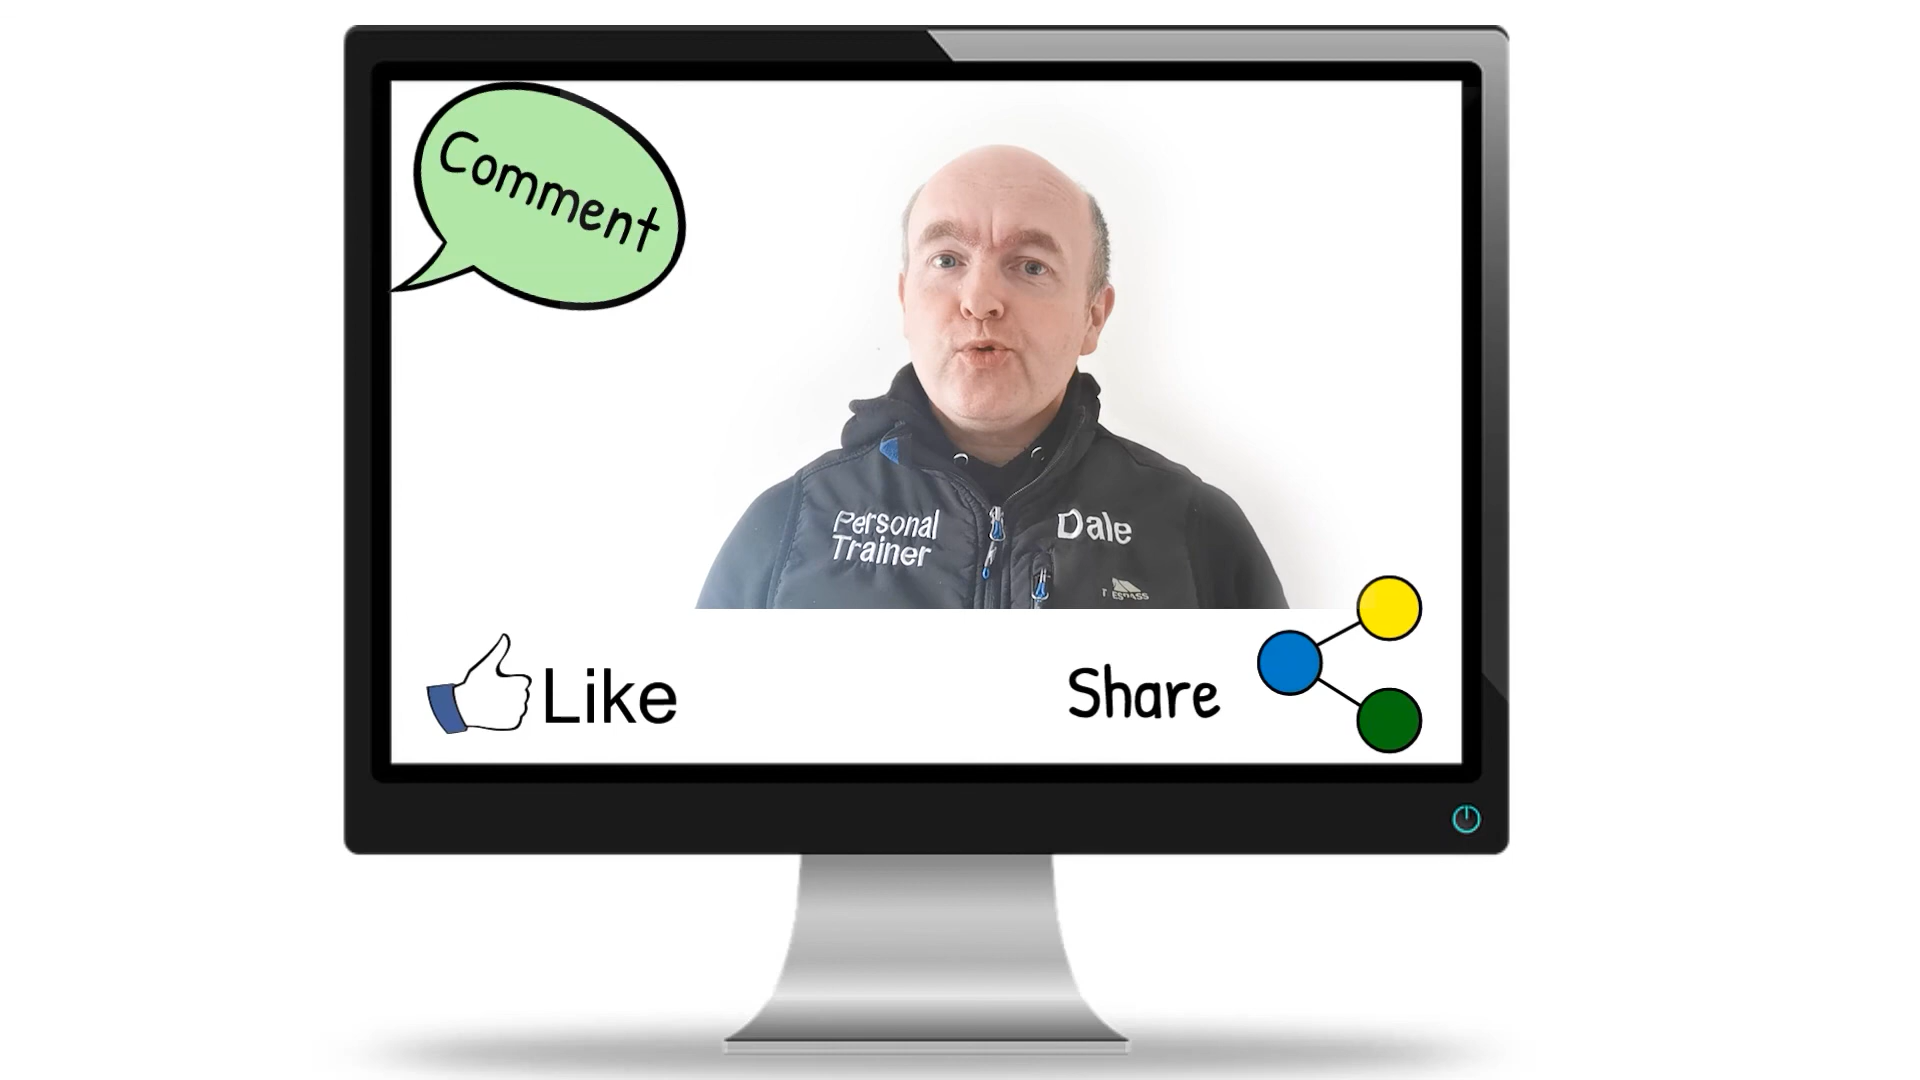 Comment
Personal
Trainer
Dale
Like
Share